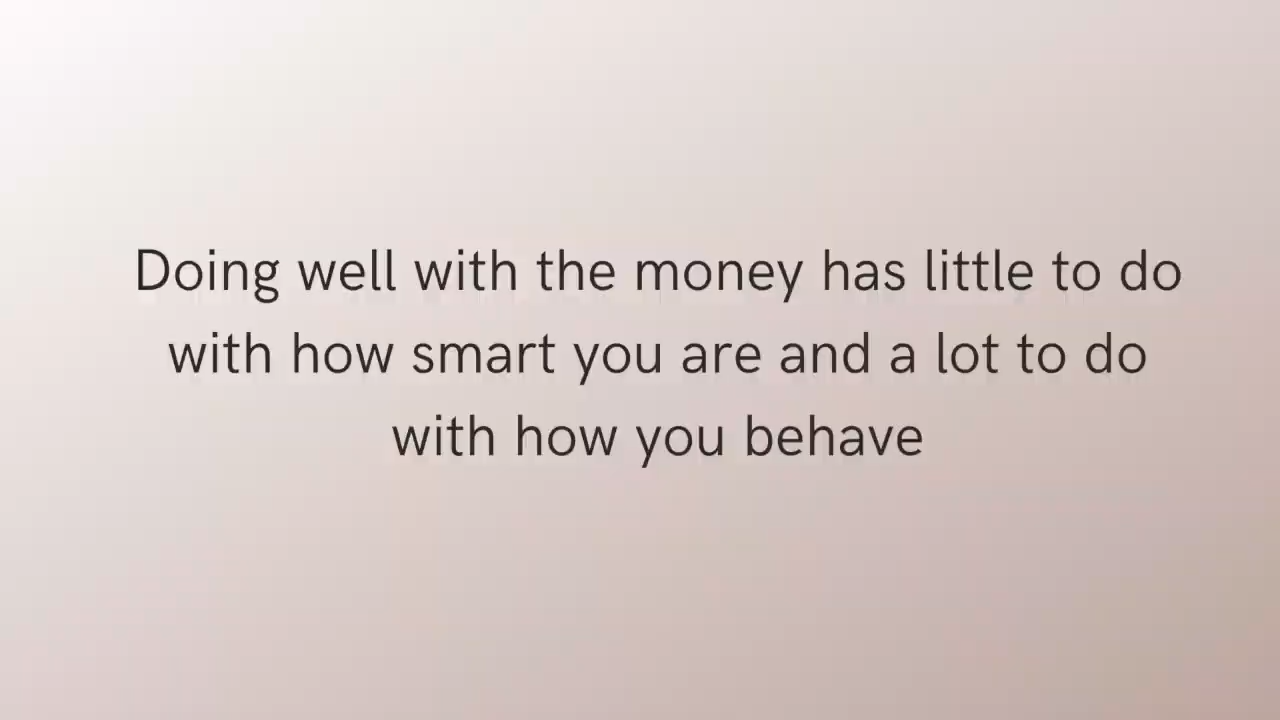 Doing well with the money has little to do
with how smart you are and a lot to do
with how you behave